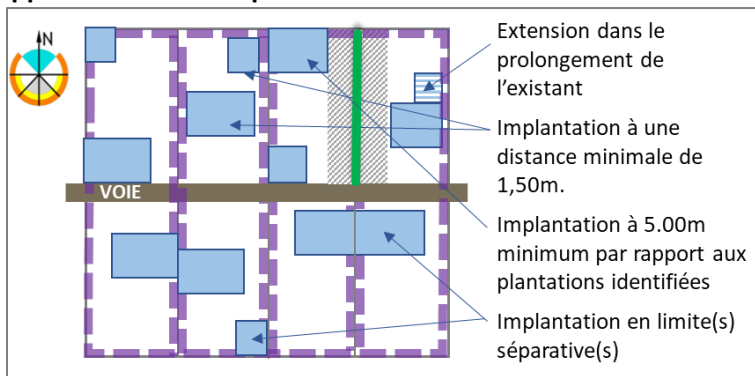 N
Extension dans le
prolongement de
l'existant
Implantation à une
distance minimale de
1,50m.
VOIE
Implantation à 5.00m
minimum par rapport aux
plantations identifiées
Implantation en limite(s)
séparative(s)